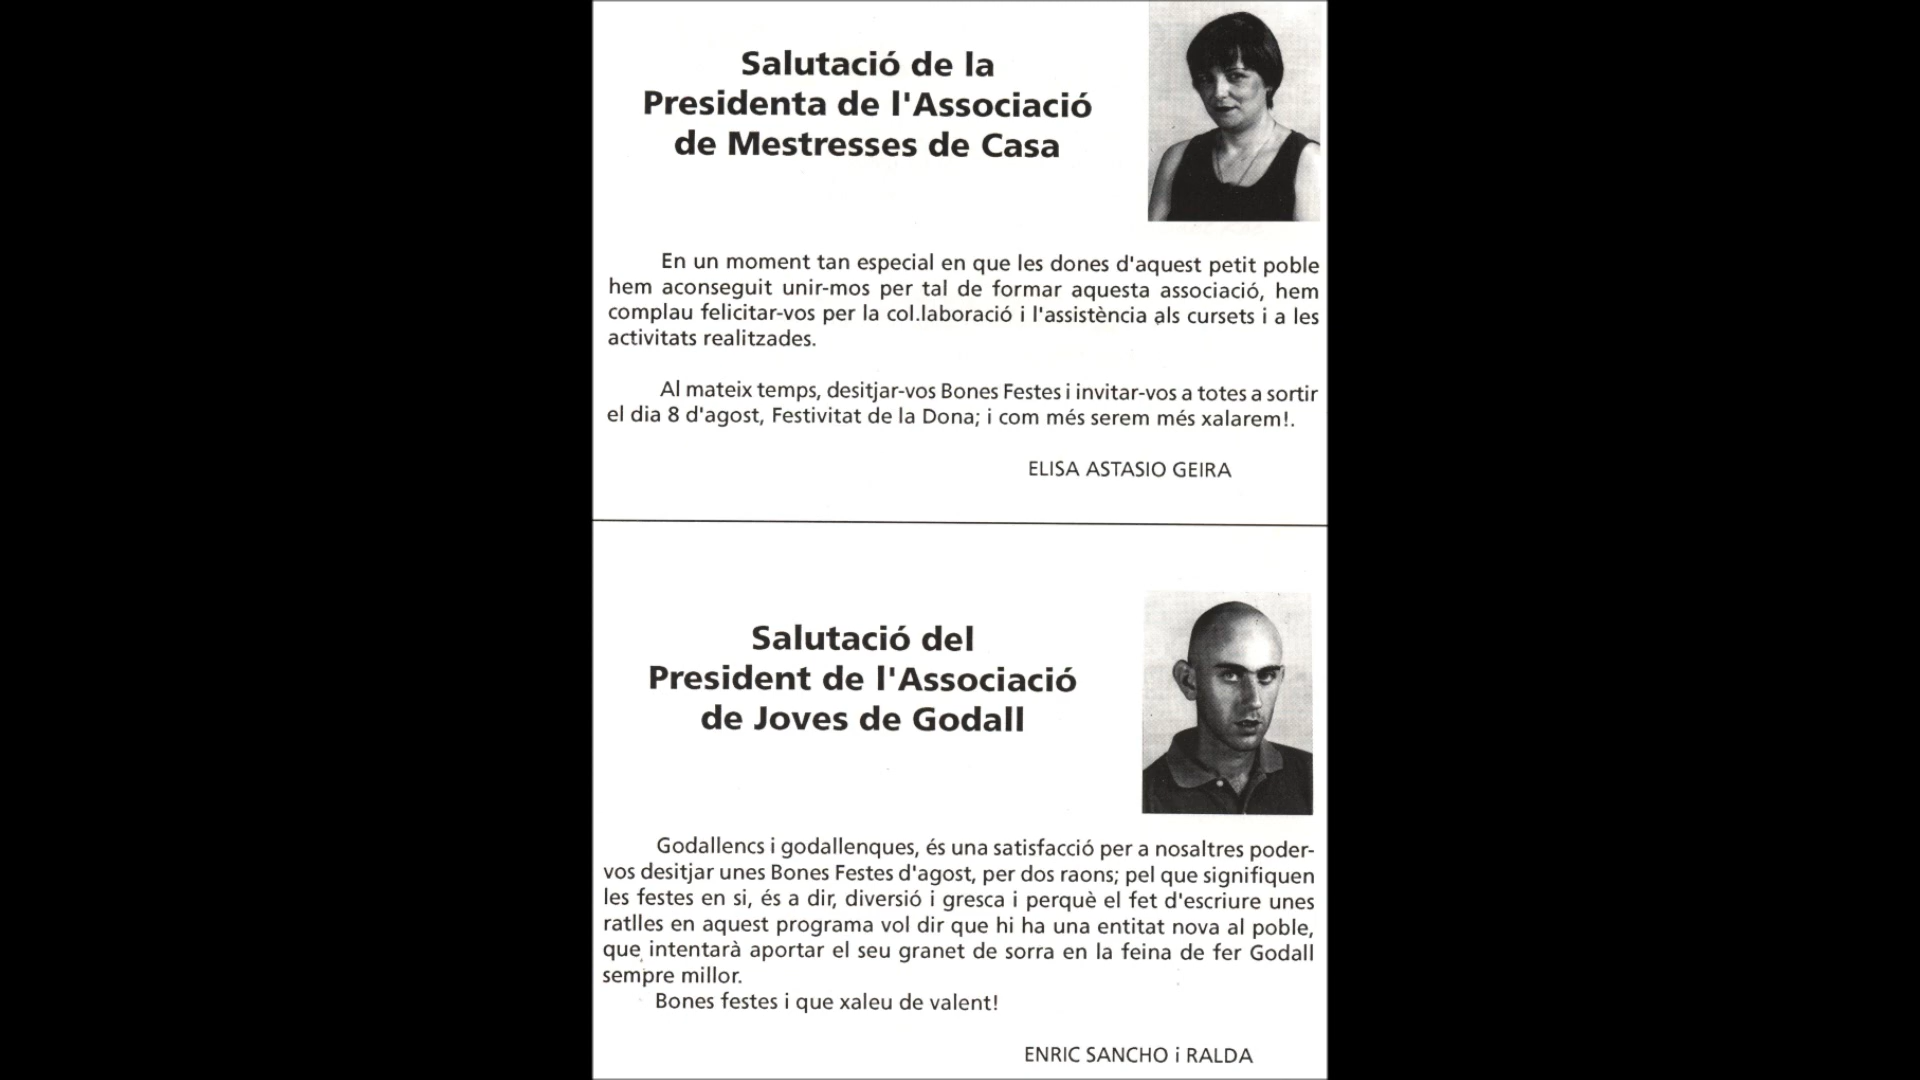 Salutació de la
Presidenta de l'Associació
de Mestresses de Casa
En un moment tan especial en que les dones d'aquest petit poble
hem aconseguit unir-mos per tal de formar aquesta associació, hem
complau felicitar-vos per la col.laboració i l'assistència als cursets i a les
activitats realitzades.
Al mateix temps, desitjar-vos Bones Festes i invitar-vos a totes a sortir
el dia 8 d'agost, Festivitat de la Dona; i com més serem més xalarem!.
ELISA ASTASIO GEIRA
Salutació del
President de l'Associació
de Joves de Godall
Godallencs i godallenques, és una satisfacció per a nosaltres poder-
vos desitjar unes Bones Festes d'agost, per dos raons; pel que signifiquen
les festes en si, és a dir, diversió i gresca i perquè el fet d'escriure unes
ratlles en aquest programa vol dir que hi ha una entitat nova al poble,
que intentarà aportar el seu granet de sorra en la feina de fer Godall
sempre millor.
Bones festes i que xaleu de valent!
ENRIC SANCHO i RALDA